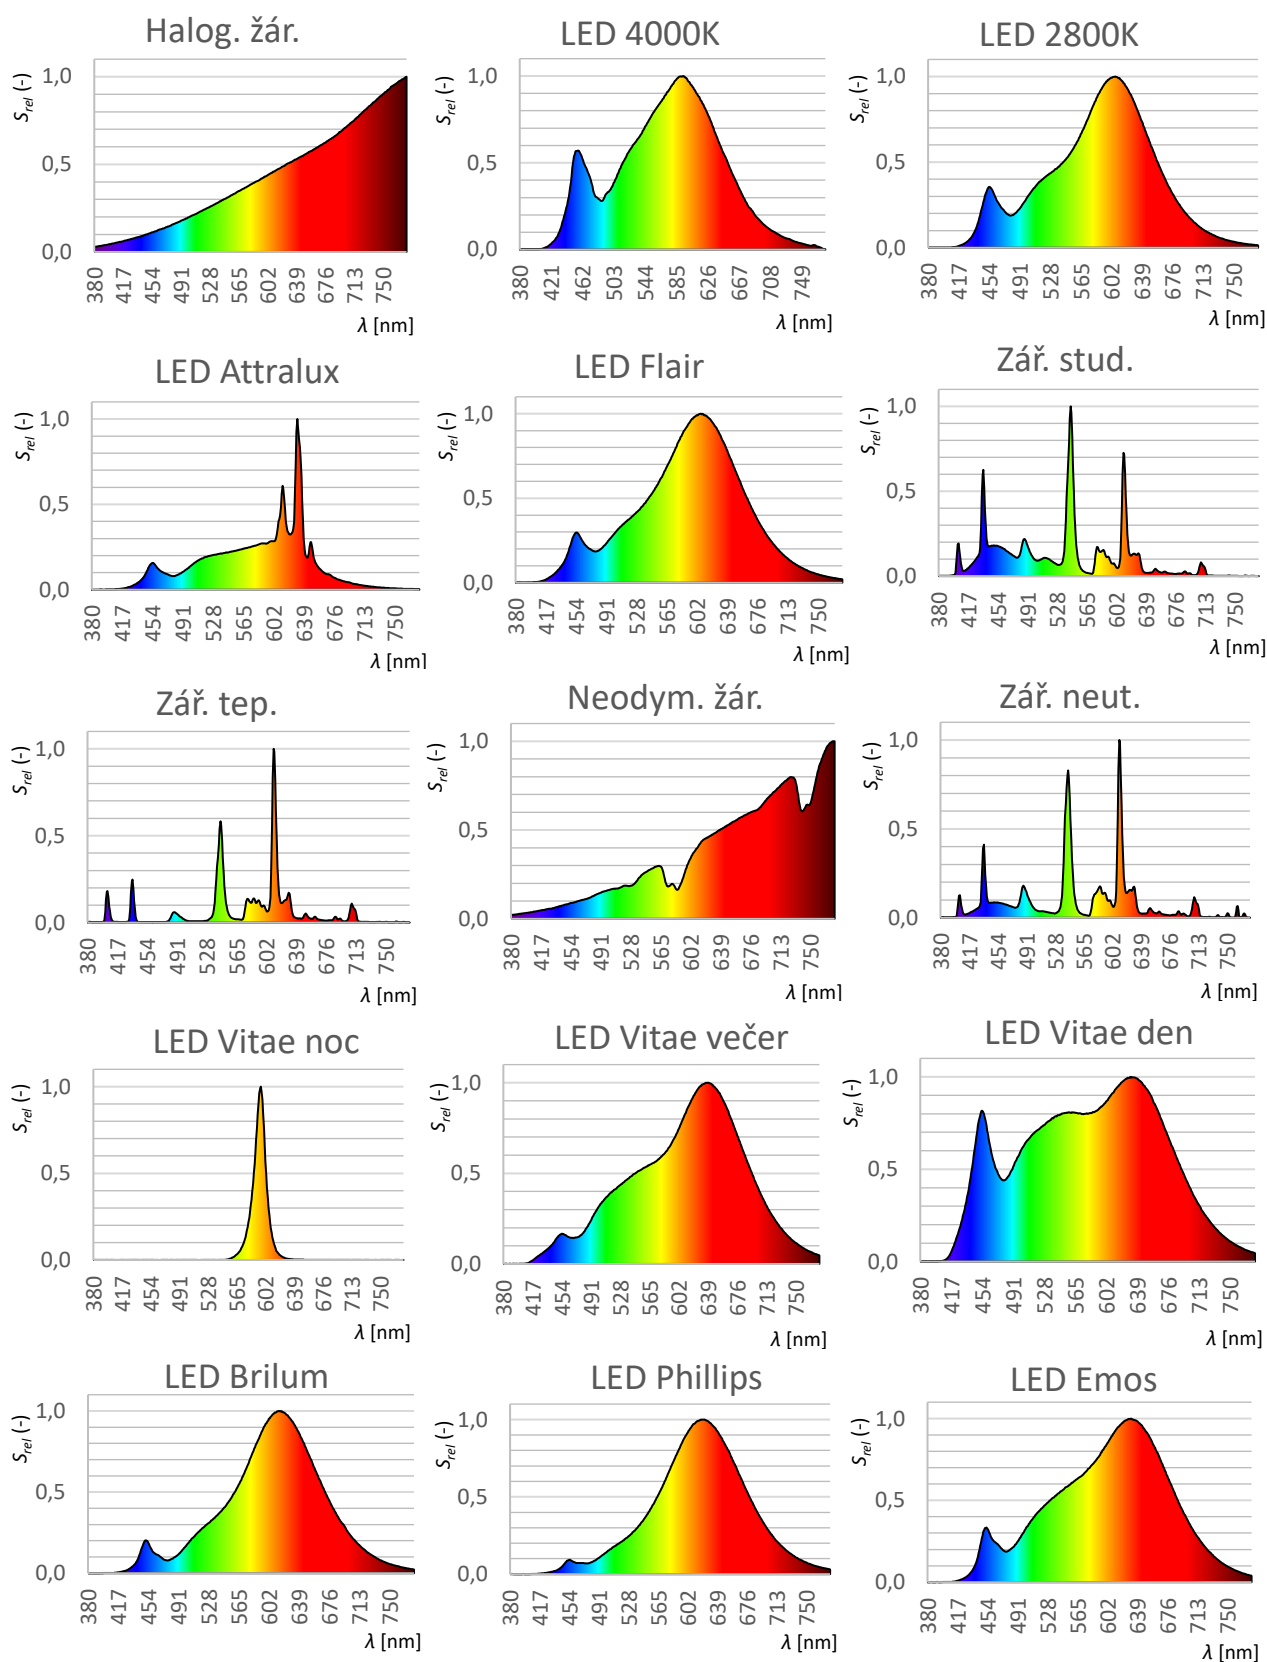 Halog. žár.
S_rel (-)
1,0
0,5
0,0
380 417 454 491 528 565 602 639 676 713 750
λ [nm]
LED 4000K
S_rel (-)
1,0
0,5
0,0
380 421 462 503 544 585 626 667 708 749
λ [nm]
LED 2800K
S_rel (-)
1,0
0,5
0,0
380 417 454 491 528 565 602 639 676 713 750
λ [nm]
LED Attralux
S_rel (-)
1,0
0,5
0,0
380 417 454 491 528 565 602 639 676 713 750
λ [nm]
LED Flair
S_rel (-)
1,0
0,5
0,0
380 417 454 491 528 565 602 639 676 713 750
λ [nm]
Zář. stud.
S_rel (-)
1,0
0,5
0,0
380 417 454 491 528 565 602 639 676 713 750
λ [nm]
Zář. tep.
S_rel (-)
1,0
0,5
0,0
380 417 454 491 528 565 602 639 676 713 750
λ [nm]
Neodym. žár.
S_rel (-)
1,0
0,5
0,0
380 417 454 491 528 565 602 639 676 713 750
λ [nm]
Zář. neut.
S_rel (-)
1,0
0,5
0,0
380 417 454 491 528 565 602 639 676 713 750
λ [nm]
LED Vitae noc
S_rel (-)
1,0
0,5
0,0
380 417 454 491 528 565 602 639 676 713 750
λ [nm]
LED Vitae večer
S_rel (-)
1,0
0,5
0,0
380 417 454 491 528 565 602 639 676 713 750
λ [nm]
LED Vitae den
S_rel (-)
1,0
0,5
0,0
380 417 454 491 528 565 602 639 676 713 750
λ [nm]
LED Brilum
S_rel (-)
1,0
0,5
0,0
380 417 454 491 528 565 602 639 676 713 750
λ [nm]
LED Phillips
S_rel (-)
1,0
0,5
0,0
380 417 454 491 528 565 602 639 676 713 750
λ [nm]
LED Emos
S_rel (-)
1,0
0,5
0,0
380 417 454 491 528 565 602 639 676 713 750
λ [nm]